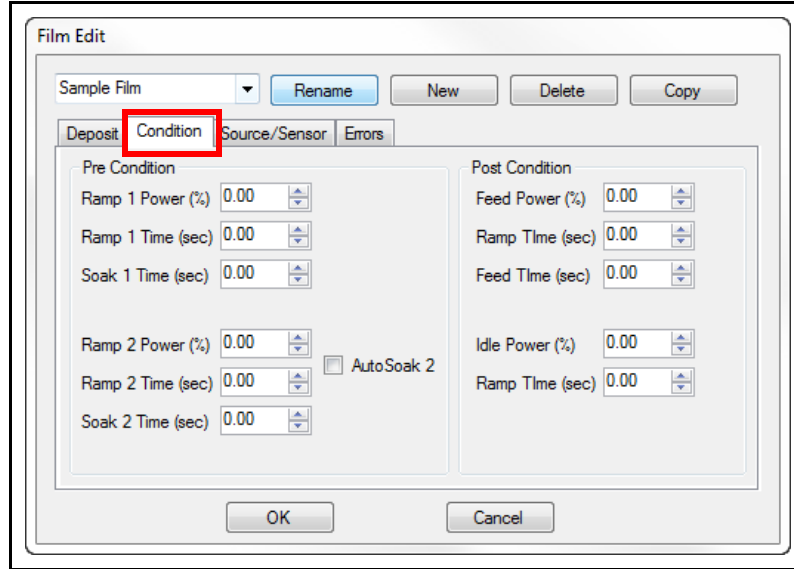 Film Edit
Sample Film Rename New Delete Copy
Deposit Condition Source/Sensor Errors
Pre Condition
Ramp 1 Power (%) 0.00
Ramp 1 Time (sec) 0.00
Soak 1 Time (sec) 0.00
Ramp 2 Power (%) 0.00
Ramp 2 Time (sec) 0.00
AutoSoak 2
Soak 2 Time (sec) 0.00
Post Condition
Feed Power (%) 0.00
Ramp TIme (sec) 0.00
Feed TIme (sec) 0.00
Idle Power (%) 0.00
Ramp TIme (sec) 0.00
OK Cancel